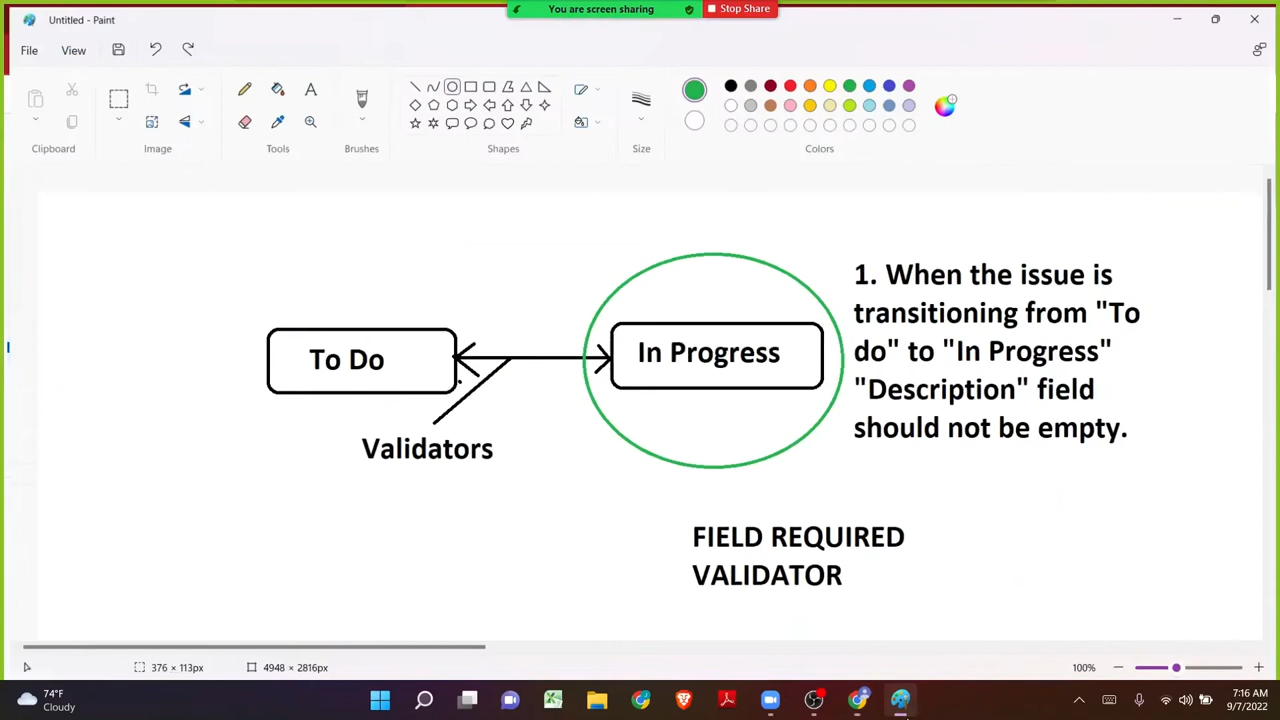 You are screen sharing
Stop Share
Untitled - Paint
File
View
Clipboard
Image
Tools
Brushes
Shapes
Size
Colors
To Do
In Progress
Validators
1. When the issue is
transitioning from "To
do" to "In Progress"
"Description" field
should not be empty.
FIELD REQUIRED
VALIDATOR
376 × 113px
4948 × 2816px
100%
74°F
Cloudy
7:16 AM
9/7/2022